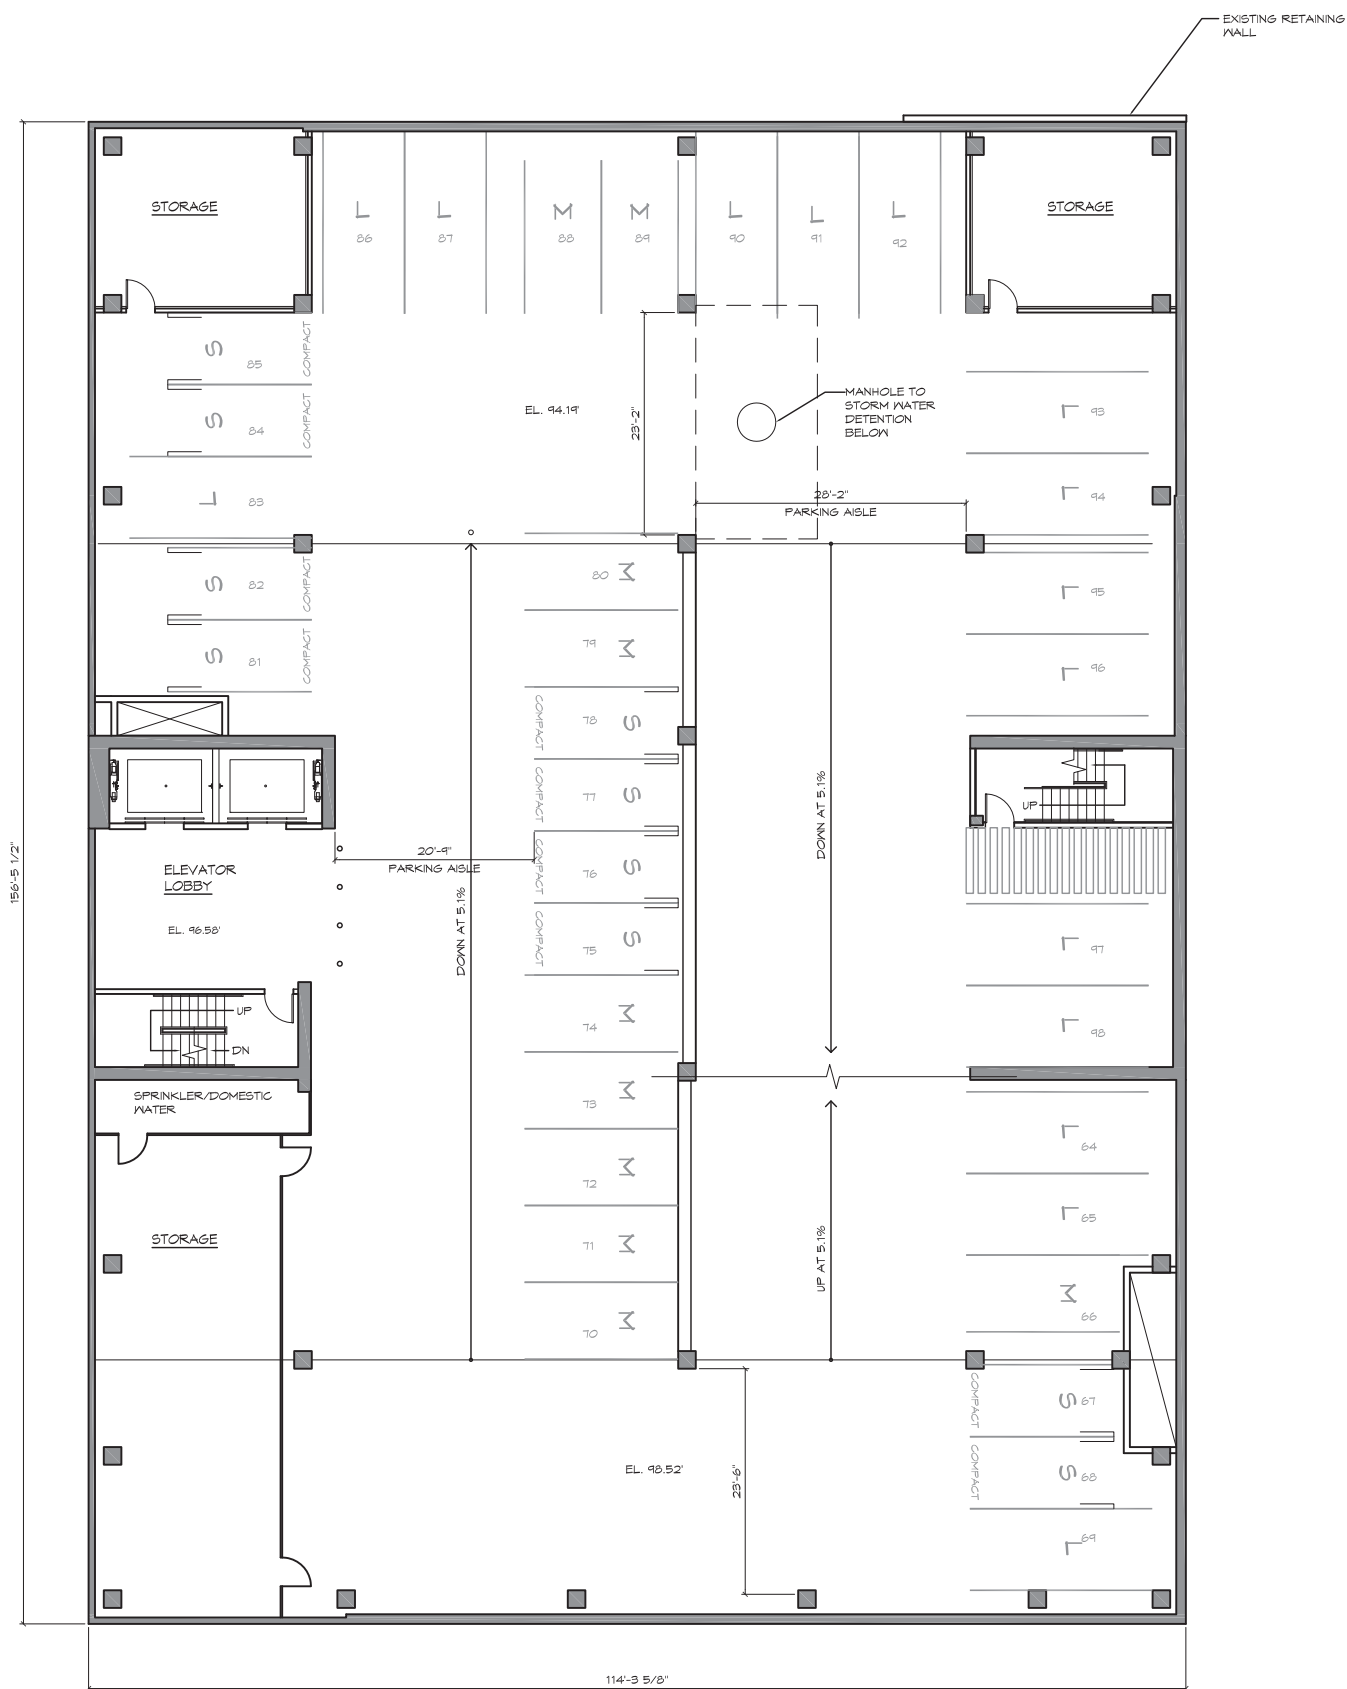 EXISTING RETAINING
WALL
STORAGE
L
86
L
87
M
88
M
89
L
90
L
91
L
92
STORAGE
S
85
COMPACT
S
84
COMPACT
L
83
S
82
COMPACT
S
81
COMPACT
EL. 94.19'
23'-2"
MANHOLE TO
STORM WATER
DETENTION
BELOW
28'-2"
PARKING AISLE
L
93
L
94
L
95
L
96
80
M
79
M
COMPACT
78
S
COMPACT
77
S
COMPACT
76
S
COMPACT
75
S
74
M
73
M
72
M
71
M
70
M
DOWN AT 5.1%
UP
156'-5 1/2"
ELEVATOR
LOBBY
EL. 96.58'
20'-9"
PARKING AISLE
DOWN AT 5.1%
UP
DN
L
97
L
98
SPRINKLER/DOMESTIC
WATER
STORAGE
UP AT 5.1%
L
64
L
65
M
66
COMPACT
S
67
COMPACT
S
68
L
69
EL. 98.52'
23'-6"
114'-3 5/8"